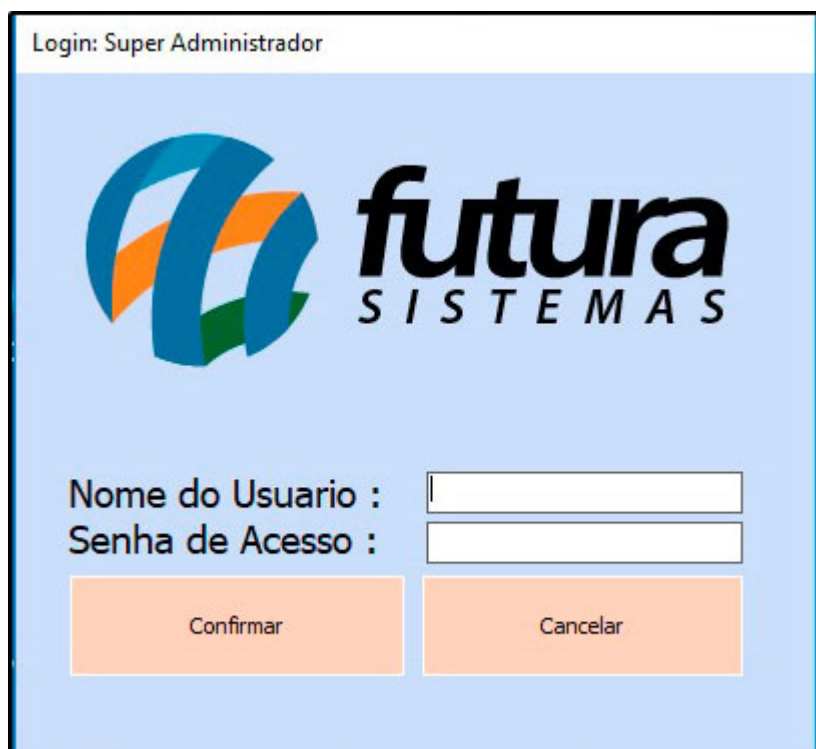 Login: Super Administrador
futura
SISTEMAS
Nome do Usuario :
Senha de Acesso :
Confirmar Cancelar